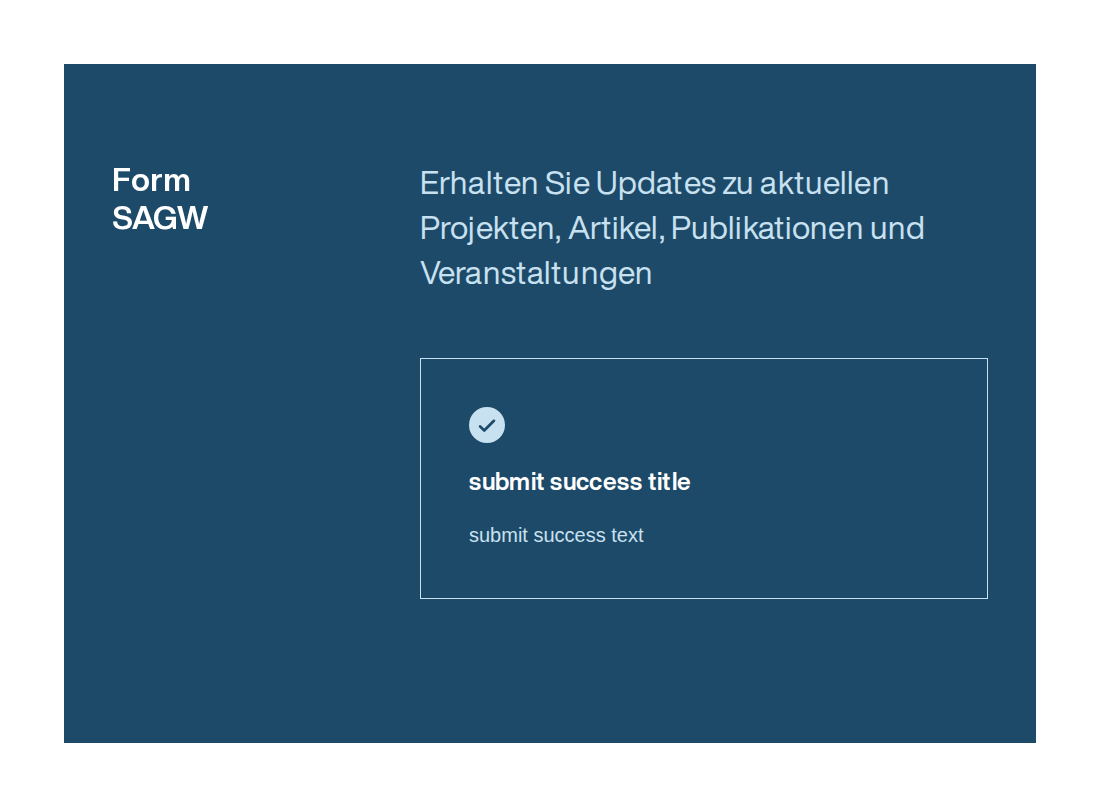 Form
SAGW
Erhalten Sie Updates zu aktuellen
Projekten, Artikel, Publikationen und
Veranstaltungen
submit success title
submit success text